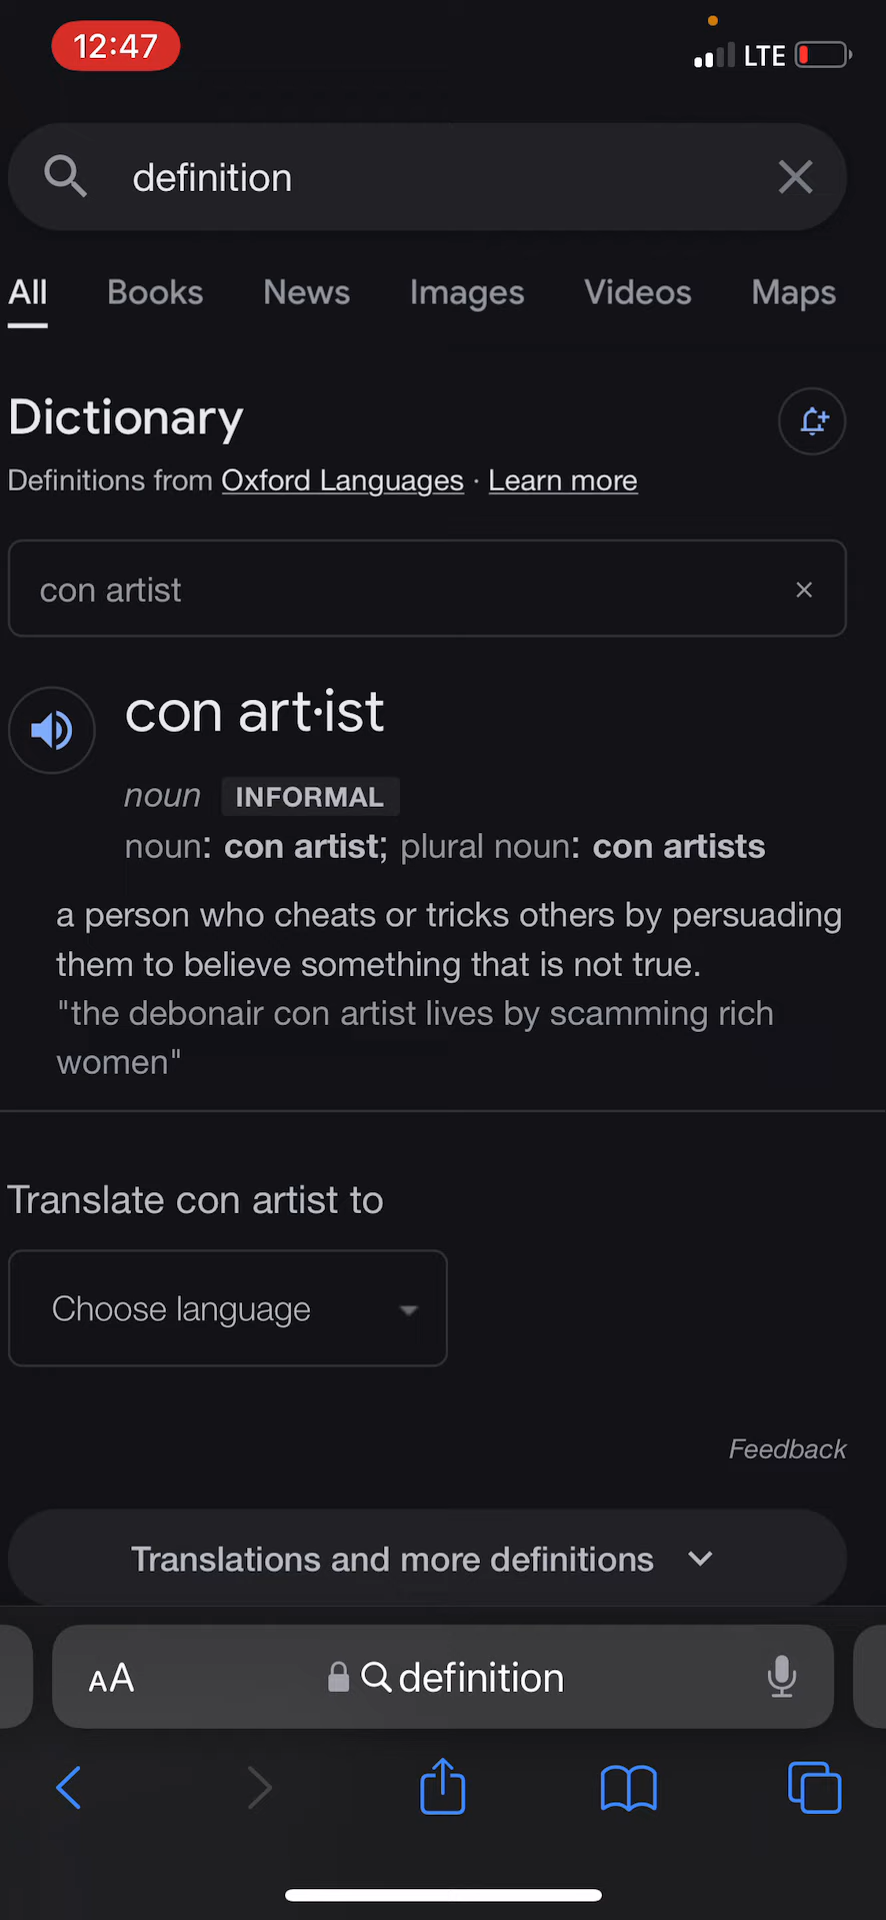 12:47
LTE
definition
All Books News Images Videos Maps
Dictionary
Definitions from Oxford Languages · Learn more
con artist
con art·ist
noun INFORMAL
noun: con artist; plural noun: con artists
a person who cheats or tricks others by persuading
them to believe something that is not true.
"the debonair con artist lives by scamming rich
women"
Translate con artist to
Choose language
Feedback
Translations and more definitions
AA definition